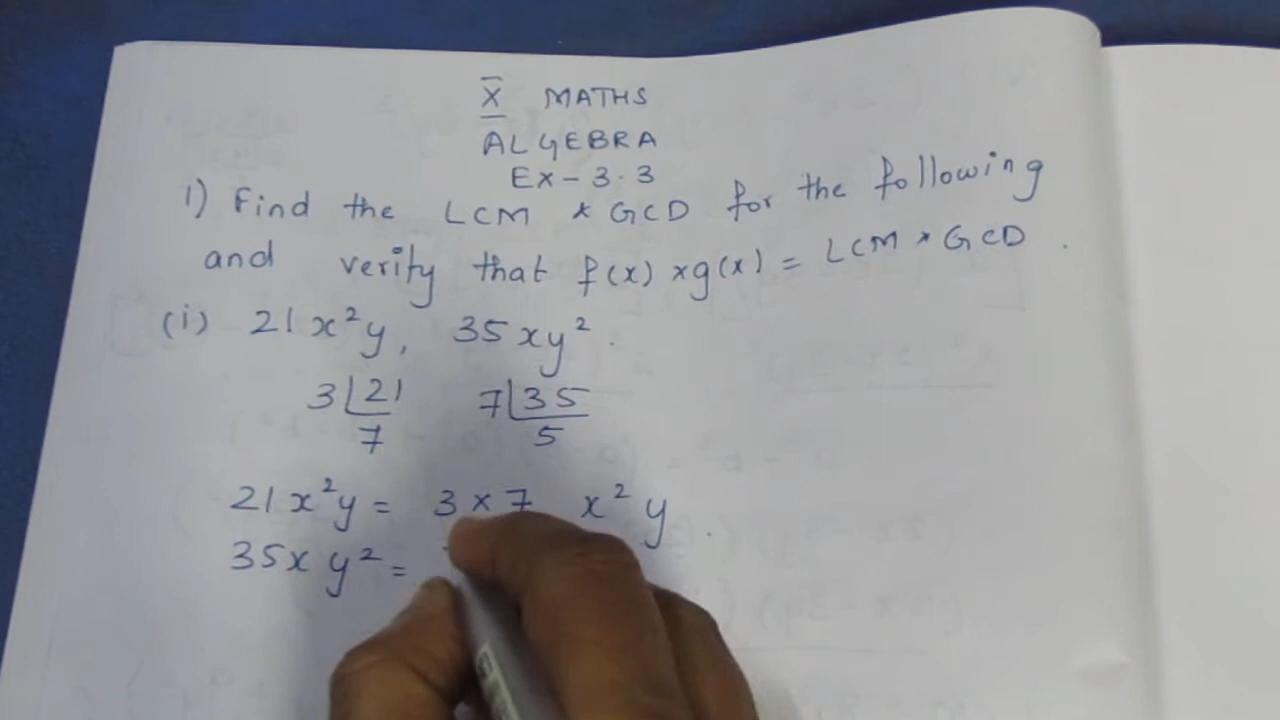 X MATHS
ALGEBRA
EX-3.3
1) Find the LCM * GCD for the following
and verify that f(x) × g(x) = LCM * GCD.
(i) 21x²y, 35xy².
3 21 7 35
7 5
21x²y = 3 × 7 x² y.
35xy² =